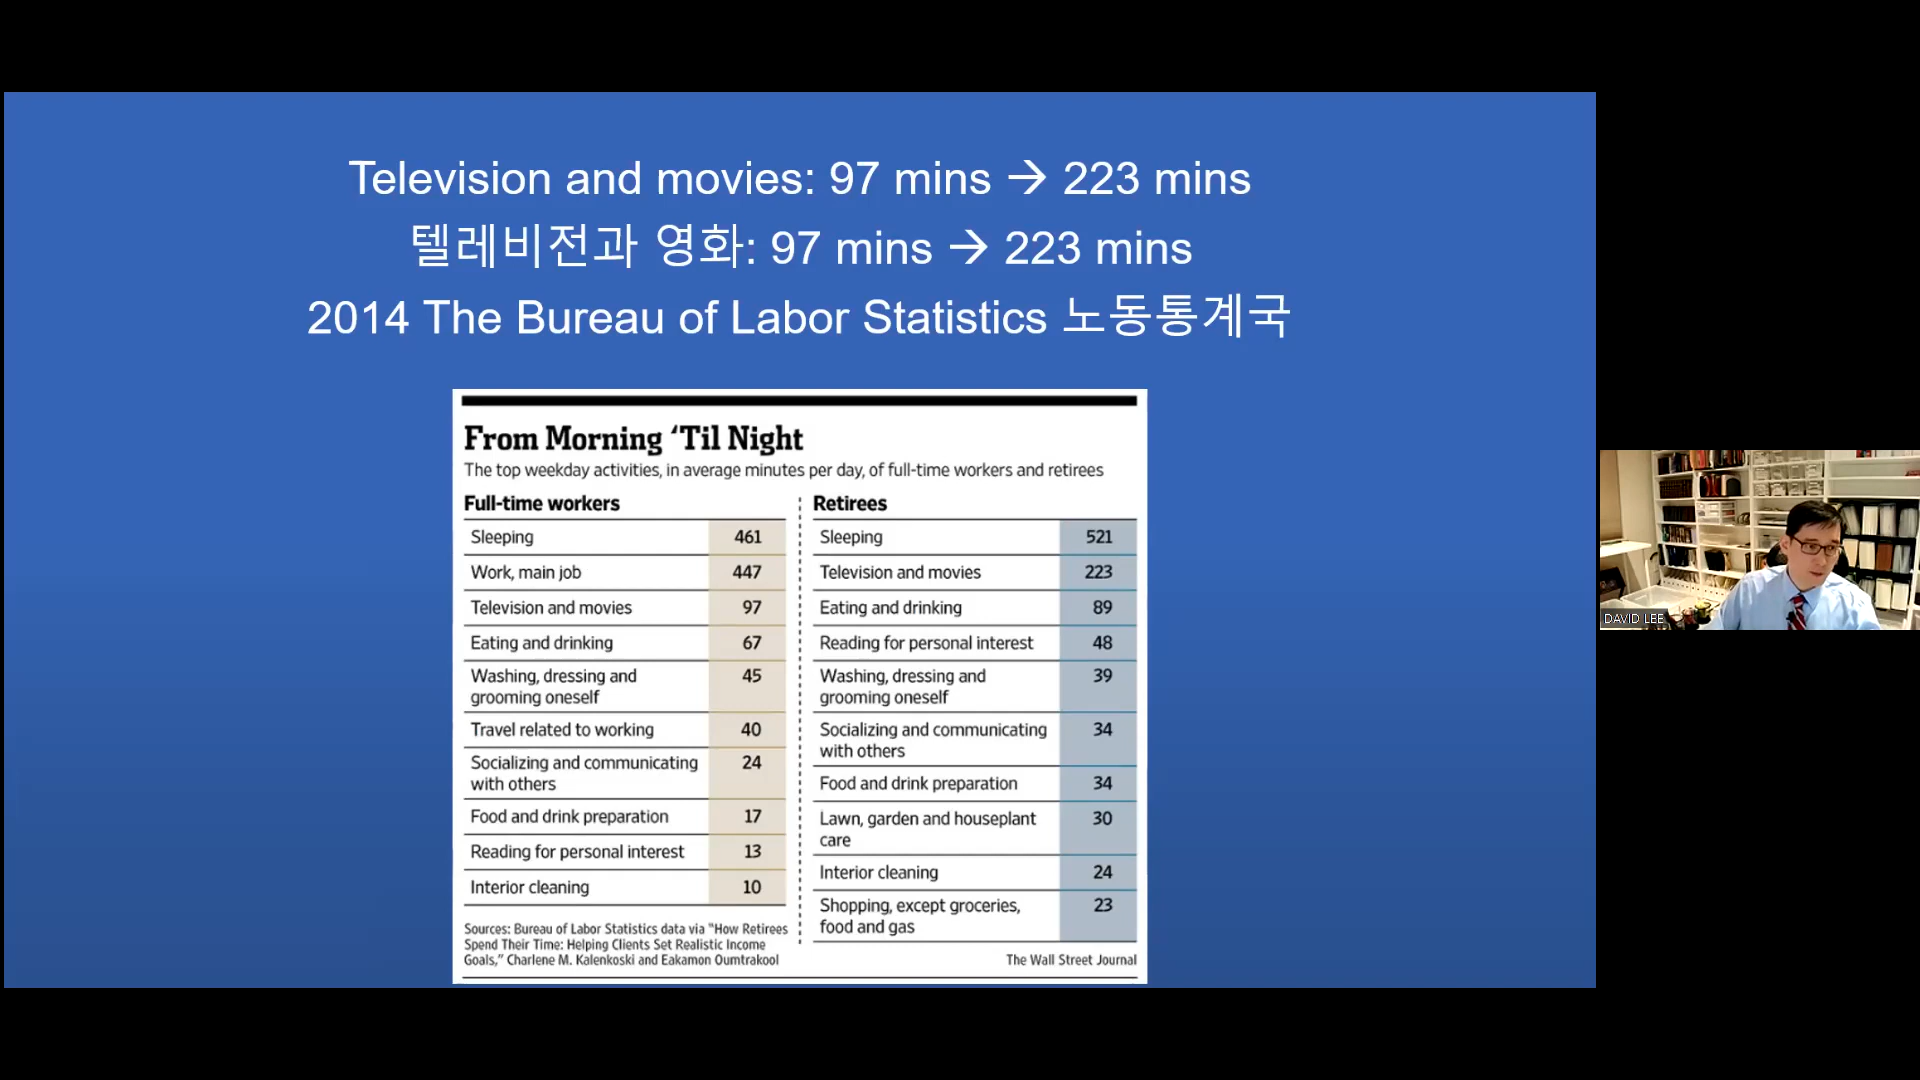 Television and movies: 97 mins → 223 mins
텔레비전과 영화: 97 mins → 223 mins
2014 The Bureau of Labor Statistics 노동통계국
From Morning ‘Til Night
The top weekday activities, in average minutes per day, of full-time workers and retirees
Full-time workers
Sleeping 461
Work, main job 447
Television and movies 97
Eating and drinking 67
Washing, dressing and 45
grooming oneself
Travel related to working 40
Socializing and communicating 24
with others
Food and drink preparation 17
Reading for personal interest 13
Interior cleaning 10
Sources: Bureau of Labor Statistics data via "How Retirees
Spend Their Time: Helping Clients Set Realistic Income
Goals,” Charlene M. Kalenkoski and Eakamon Oumtrakool
Retirees
Sleeping 521
Television and movies 223
Eating and drinking 89
Reading for personal interest 48
Washing, dressing and 39
grooming oneself
Socializing and communicating 34
with others
Food and drink preparation 34
Lawn, garden and houseplant 30
care
Interior cleaning 24
Shopping, except groceries, 23
food and gas
The Wall Street Journal
DAVID LEE